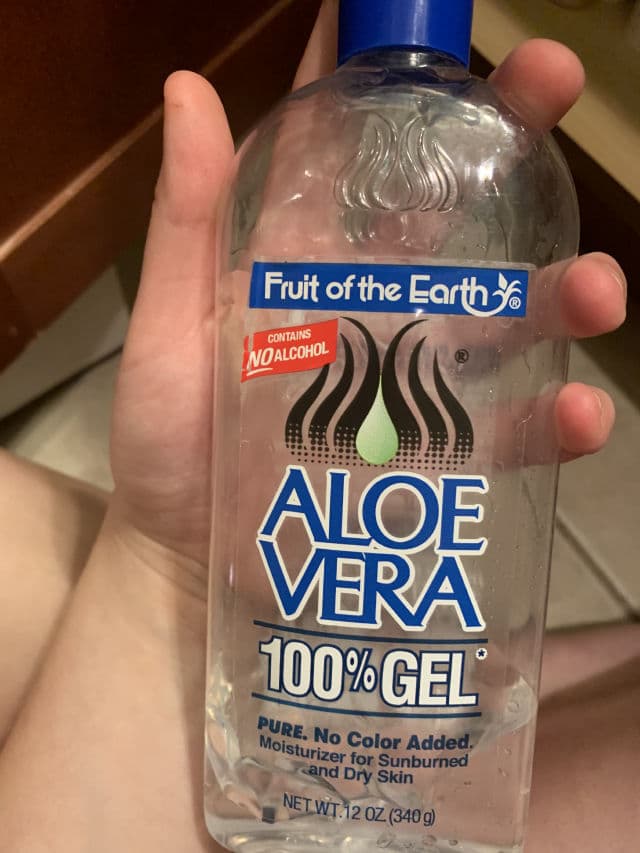 Fruit of the Earth ®
CONTAINS
NO ALCOHOL
®
ALOE
VERA
100% GEL*
PURE. No Color Added.
Moisturizer for Sunburned
and Dry Skin
NET WT. 12 OZ. (340 g)